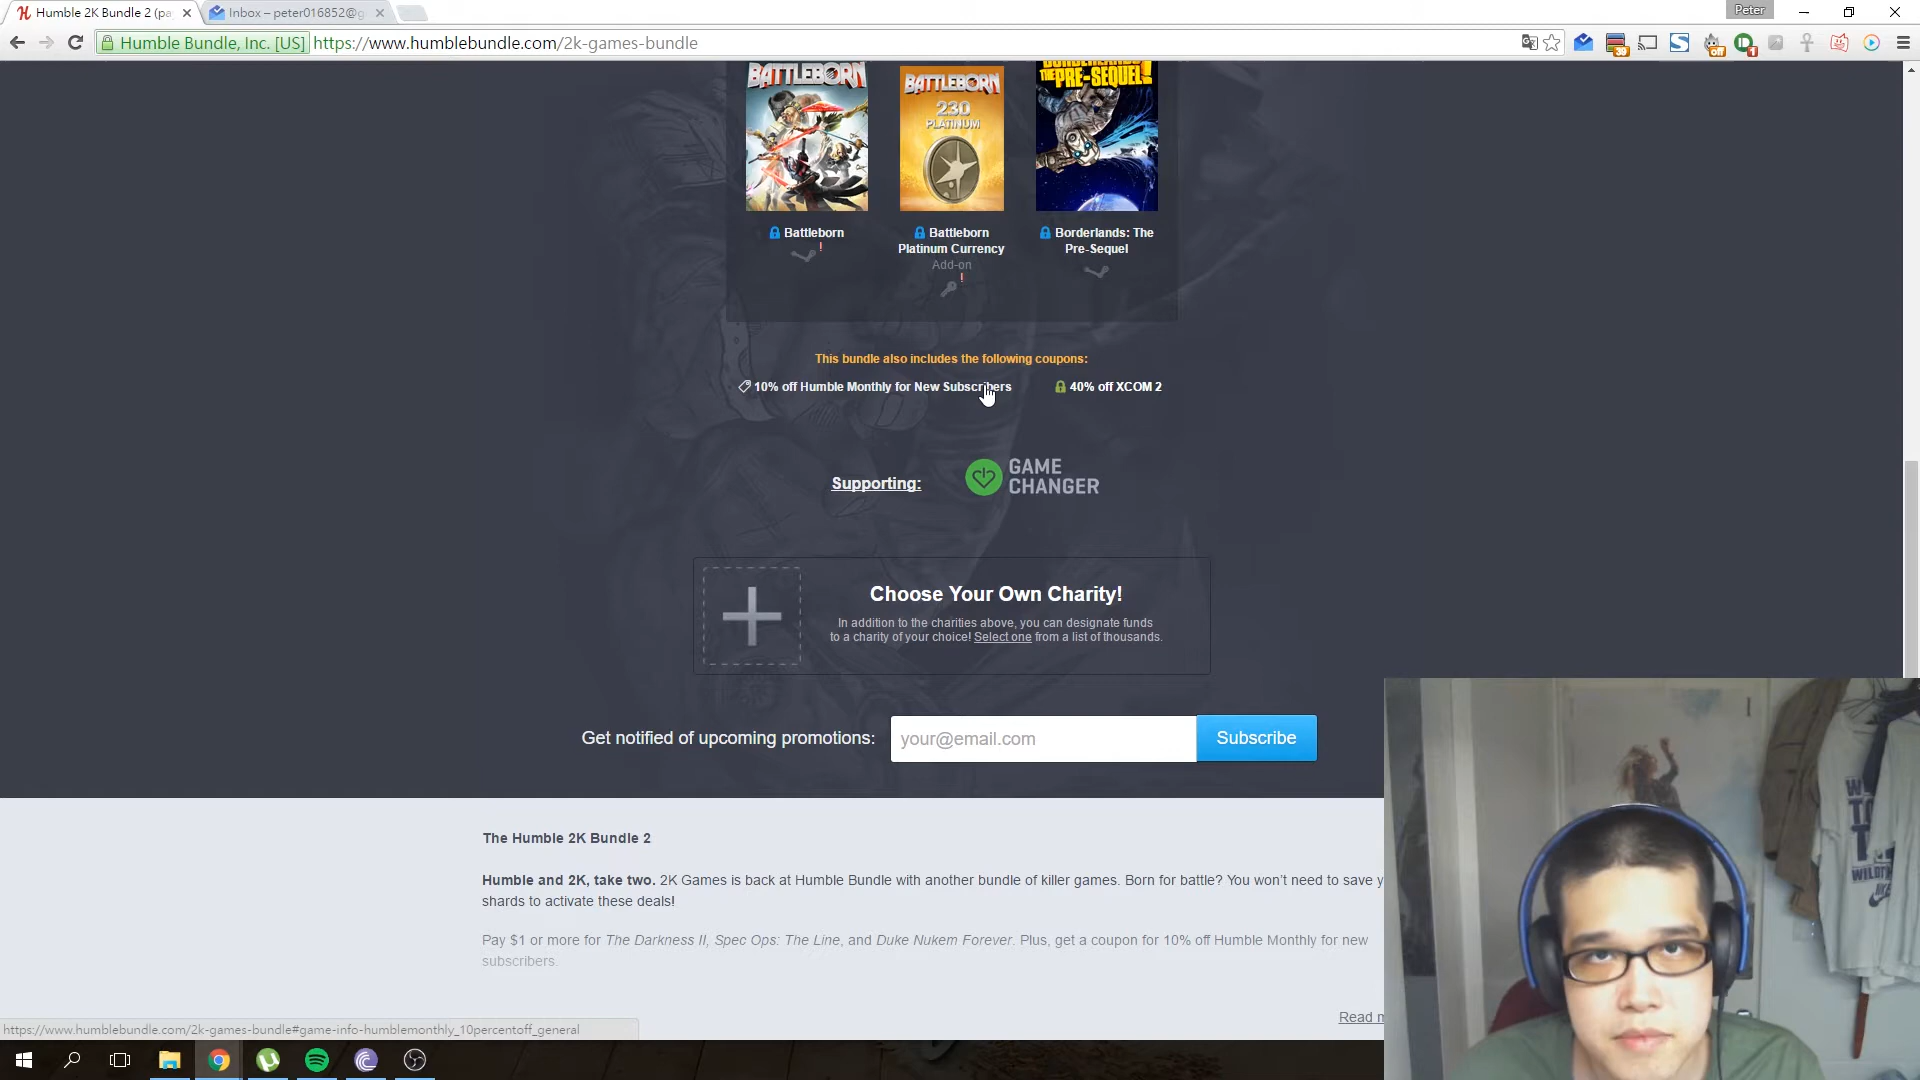 Humble 2K Bundle 2 (pa
Inbox – peter016852@g
Peter
Humble Bundle, Inc. [US]
https://www.humblebundle.com/2k-games-bundle
39
off
1
BATTLEBORN
BATTLEBORN
230
PLATINUM
BORDERLANDS
THE PRE-SEQUEL!
Battleborn
!
Battleborn
Platinum Currency
Add-on
!
Borderlands: The
Pre-Sequel
This bundle also includes the following coupons:
10% off Humble Monthly for New Subscribers
40% off XCOM 2
Supporting:
GAME
CHANGER
Choose Your Own Charity!
In addition to the charities above, you can designate funds
to a charity of your choice! Select one from a list of thousands.
Get notified of upcoming promotions:
your@email.com
Subscribe
The Humble 2K Bundle 2
Humble and 2K, take two. 2K Games is back at Humble Bundle with another bundle of killer games. Born for battle? You won't need to save y
shards to activate these deals!
Pay $1 or more for The Darkness II, Spec Ops: The Line, and Duke Nukem Forever. Plus, get a coupon for 10% off Humble Monthly for new
subscribers.
Read m
https://www.humblebundle.com/2k-games-bundle#game-info-humblemonthly_10percentoff_general